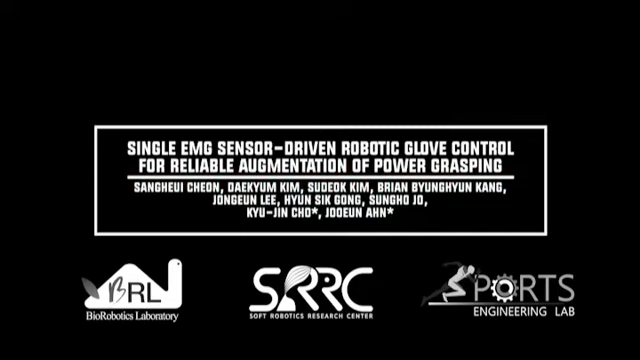 SINGLE EMG SENSOR-DRIVEN ROBOTIC GLOVE CONTROL
FOR RELIABLE AUGMENTATION OF POWER GRASPING
SANGHEUI CHEON, DAEKYUM KIM, SUDEOK KIM, BRIAN BYUNGHYUN KANG,
JONGEUN LEE, HYUN SIK GONG, SUNGHO JO,
KYU-JIN CHO*, JOOEUN AHN*
BRL
BioRobotics Laboratory
SRRC
SOFT ROBOTICS RESEARCH CENTER
SPORTS
ENGINEERING LAB